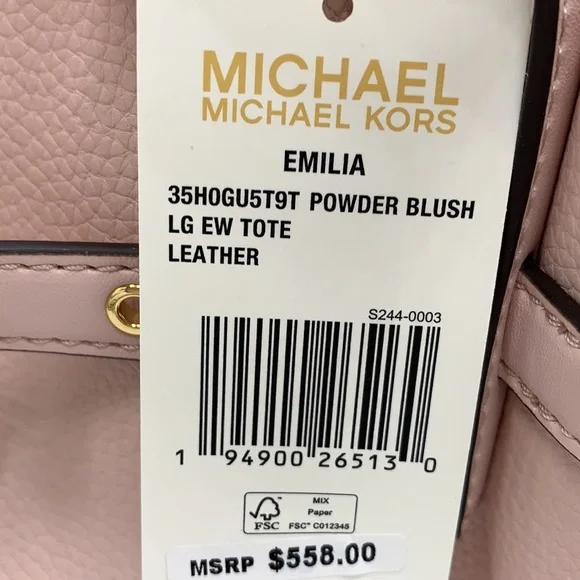 MICHAEL
MICHAEL KORS
EMILIA
35H0GU5T9T POWDER BLUSH
LG EW TOTE
LEATHER
S244-0003
1 94900 26513 0
FSC
MIX
Paper
FSC™ C012345
MSRP $558.00